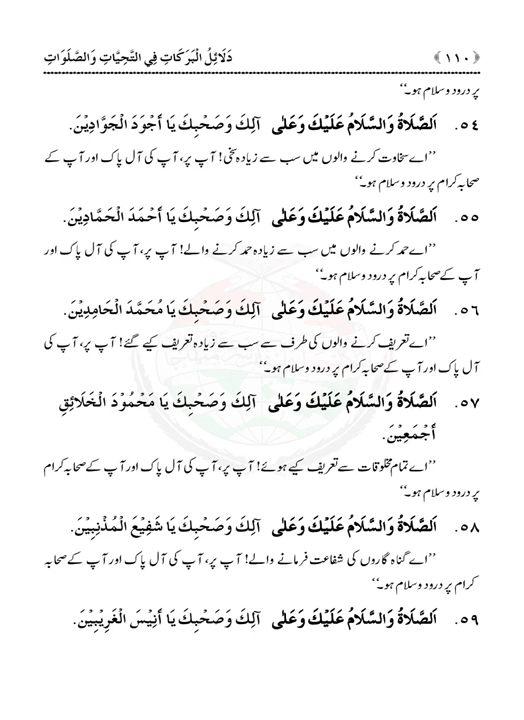 دَلَائِلُ الْبَرَكَاتِ فِي التَّحِيَّاتِ وَالصَّلَوَاتِ ﴿۱۱۰﴾
پر درود و سلام ہو۔‘‘
٥٤. اَلصَّلَاةُ وَالسَّلَامُ عَلَيْكَ وَعَلٰى آلِكَ وَصَحْبِكَ يَا أَجْوَدَ الْجَوَّادِيْنَ.
’’اے سخاوت کرنے والوں میں سب سے زیادہ سخی! آپ پر، آپ کی آل پاک اور آپ کے
صحابہ کرام پر درود و سلام ہو۔‘‘
٥٥. اَلصَّلَاةُ وَالسَّلَامُ عَلَيْكَ وَعَلٰى آلِكَ وَصَحْبِكَ يَا أَحْمَدَ الْحَمَّادِيْنَ.
’’اے حمد کرنے والوں میں سب سے زیادہ حمد کرنے والے! آپ پر، آپ کی آل پاک اور
آپ کے صحابہ کرام پر درود و سلام ہو۔‘‘
٥٦. اَلصَّلَاةُ وَالسَّلَامُ عَلَيْكَ وَعَلٰى آلِكَ وَصَحْبِكَ يَا مُحَمَّدَ الْحَامِدِيْنَ.
’’اے تعریف کرنے والوں کی طرف سے سب سے زیادہ تعریف کیے گئے! آپ پر، آپ کی
آل پاک اور آپ کے صحابہ کرام پر درود و سلام ہو۔‘‘
٥٧. اَلصَّلَاةُ وَالسَّلَامُ عَلَيْكَ وَعَلٰى آلِكَ وَصَحْبِكَ يَا مَحْمُوْدَ الْخَلَائِقِ
أَجْمَعِيْنَ.
’’اے تمام مخلوقات سے تعریف کیے ہوئے! آپ پر، آپ کی آل پاک اور آپ کے صحابہ کرام
پر درود و سلام ہو۔‘‘
٥٨. اَلصَّلَاةُ وَالسَّلَامُ عَلَيْكَ وَعَلٰى آلِكَ وَصَحْبِكَ يَا شَفِيْعَ الْمُذْنِبِيْنَ.
’’اے گناہ گاروں کی شفاعت فرمانے والے! آپ پر، آپ کی آل پاک اور آپ کے صحابہ
کرام پر درود و سلام ہو۔‘‘
٥٩. اَلصَّلَاةُ وَالسَّلَامُ عَلَيْكَ وَعَلٰى آلِكَ وَصَحْبِكَ يَا أَنِيْسَ الْغَرِيْبِيْنَ.